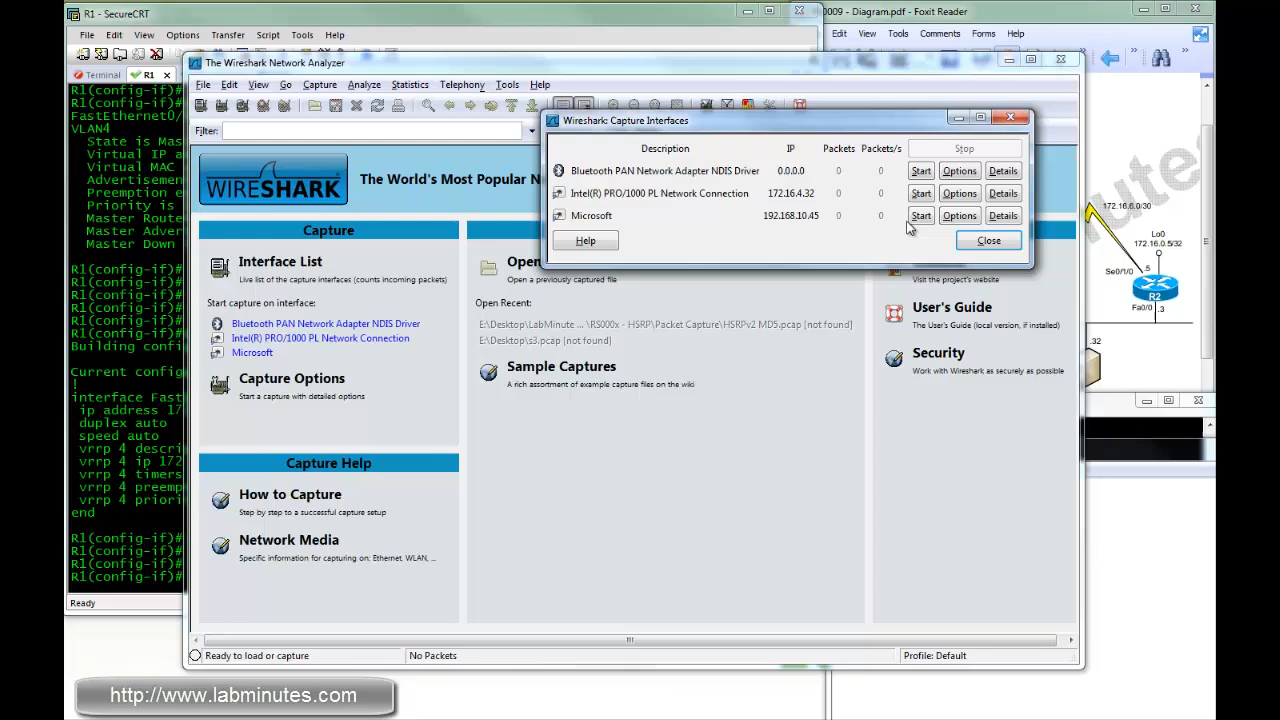 R1 - SecureCRT
File Edit View Options Transfer Script Tools Help
Terminal R1
R1(config-if)#
R1(config-if)#
FastEthernet0/
VLAN4
State is Mas
Virtual IP a
Virtual MAC
Advertisemen
Preemption e
Priority is
Master Route
Master Adver
Master Down
R1(config-if)#
R1(config-if)#
R1(config-if)#
R1(config-if)#
R1(config-if)#
R1(config-if)#
Building confi
Current config
!
interface Fast
ip address 17
duplex auto
speed auto
vrrp 4 descri
vrrp 4 ip 172
vrrp 4 timers
vrrp 4 preemp
vrrp 4 priori
end
R1(config-if)#
R1(config-if)#
R1(config-if)#
R1(config-if)#
Ready
0009 - Diagram.pdf - Foxit Reader
Edit View Tools Comments Forms Help
utes
172.16.6.0/30
Lo0
172.16.0.5/32
Se0/1/0 .5
R2
Fa0/0 .3
.32
The Wireshark Network Analyzer
File Edit View Go Capture Analyze Statistics Telephony Tools Help
Filter:
WIRESHARK
The World's Most Popular N
Capture
Interface List
Live list of the capture interfaces (counts incoming packets)
Start capture on interface:
Bluetooth PAN Network Adapter NDIS Driver
Intel(R) PRO/1000 PL Network Connection
Microsoft
Capture Options
Start a capture with detailed options
Capture Help
How to Capture
Step by step to a successful capture setup
Network Media
Specific information for capturing on: Ethernet, WLAN, ...
Open
Open a previously captured file
Open Recent:
E:\Desktop\LabMinute ... \RS000x - HSRP\Packet Capture\HSRPv2 MD5.pcap [not found]
E:\Desktop\s3.pcap [not found]
Sample Captures
A rich assortment of example capture files on the wiki
Visit the project's website
User's Guide
The User's Guide (local version, if installed)
Security
Work with Wireshark as securely as possible
Ready to load or capture
No Packets
Profile: Default
Wireshark: Capture Interfaces
Description IP Packets Packets/s Stop
Bluetooth PAN Network Adapter NDIS Driver 0.0.0.0 0 0 Start Options Details
Intel(R) PRO/1000 PL Network Connection 172.16.4.32 0 0 Start Options Details
Microsoft 192.168.10.45 0 0 Start Options Details
Help Close
http://www.labminutes.com